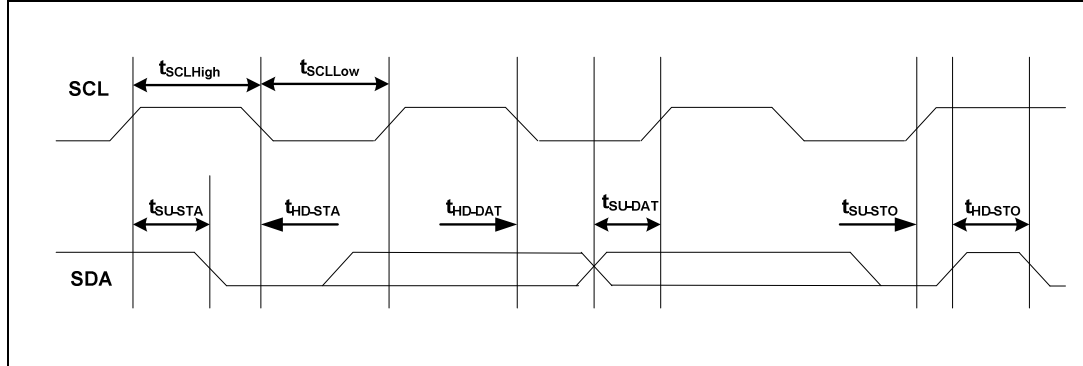 tSCLHigh
tSCLLow
SCL
tSU-STA
tHD-STA
tHD-DAT
tSU-DAT
tSU-STO
tHD-STO
SDA